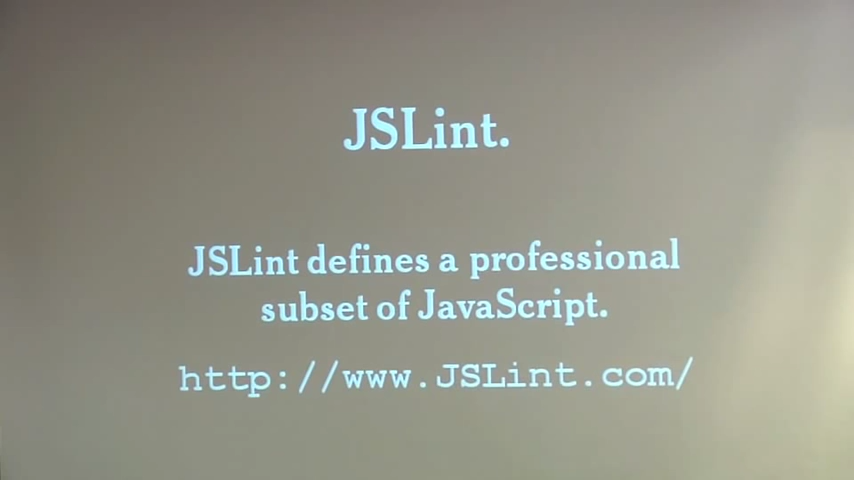 JSLint.
JSLint defines a professional
subset of JavaScript.
http://www.JSLint.com/